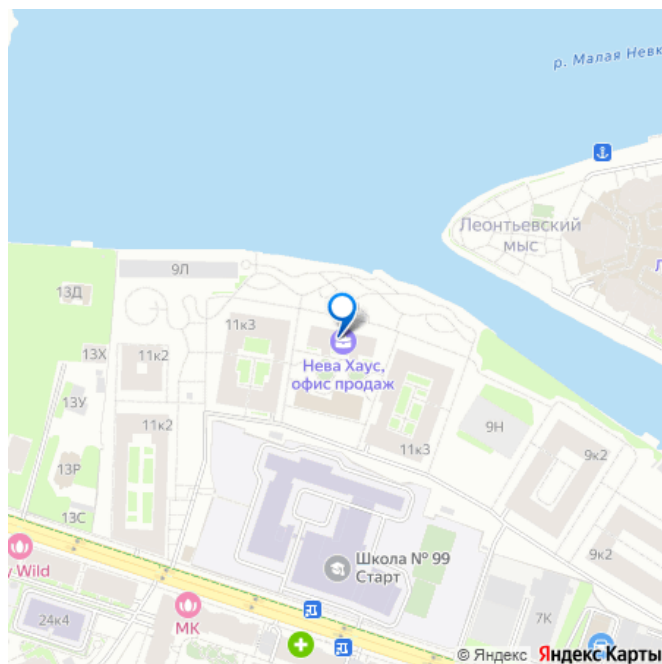 р. Малая Невк
Леонтьевский
мыс
Л
9Л
13Д
11к3
13Х
11к2
Нева Хаус,
офис продаж
13У
11к2
11к3
9Н
13Р
9к2
13С
Школа № 99
Старт
9к2
y Wild
7К
24к4
МК
© Яндекс Яндекс Карты